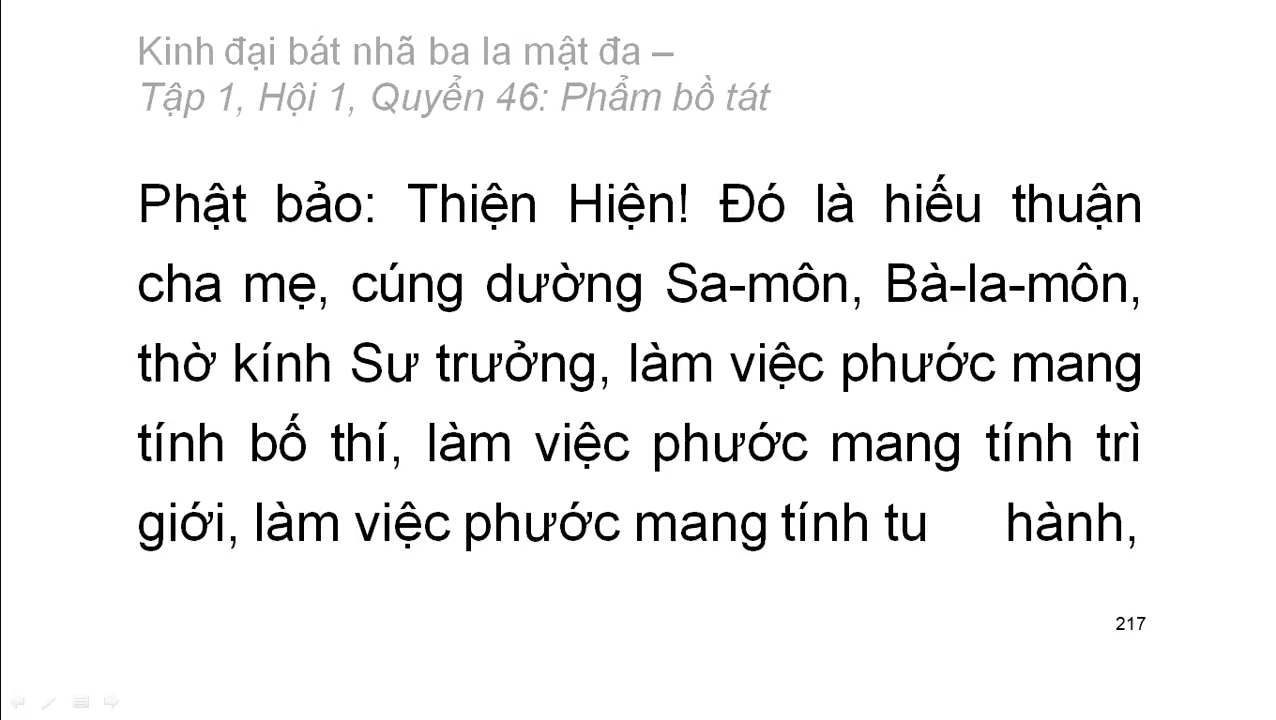 Kinh đại bát nhã ba la mật đa –
Tập 1, Hội 1, Quyển 46: Phẩm bồ tát
Phật bảo: Thiện Hiện! Đó là hiếu thuận
cha mẹ, cúng dường Sa-môn, Bà-la-môn,
thờ kính Sư trưởng, làm việc phước mang
tính bố thí, làm việc phước mang tính trì
giới, làm việc phước mang tính tu hành,
217